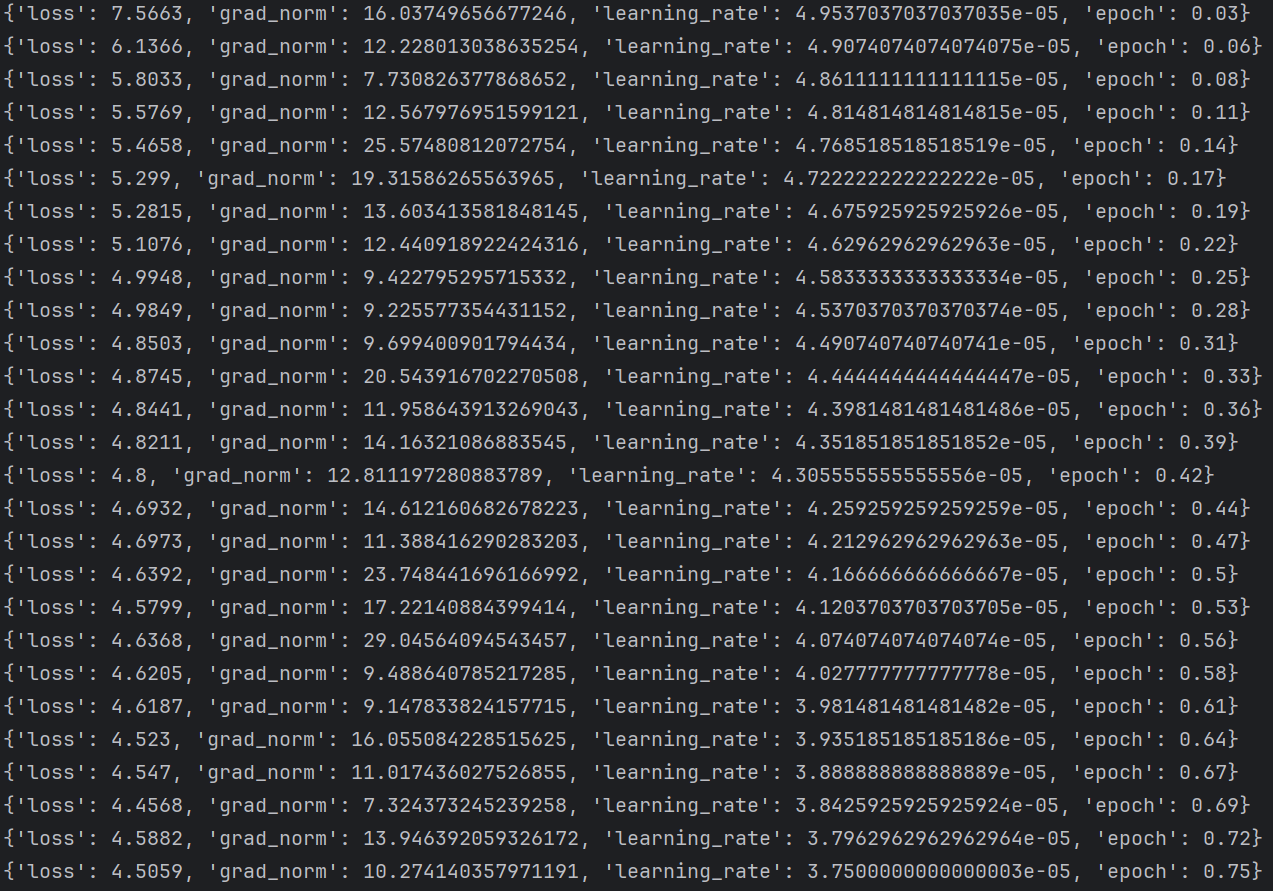 {'loss': 7.5663, 'grad_norm': 16.03749656677246, 'learning_rate': 4.9537037037037035e-05, 'epoch': 0.03}
{'loss': 6.1366, 'grad_norm': 12.228013038635254, 'learning_rate': 4.9074074074074075e-05, 'epoch': 0.06}
{'loss': 5.8033, 'grad_norm': 7.730826377868652, 'learning_rate': 4.8611111111111115e-05, 'epoch': 0.08}
{'loss': 5.5769, 'grad_norm': 12.567976951599121, 'learning_rate': 4.814814814814815e-05, 'epoch': 0.11}
{'loss': 5.4658, 'grad_norm': 25.57480812072754, 'learning_rate': 4.768518518518519e-05, 'epoch': 0.14}
{'loss': 5.299, 'grad_norm': 19.31586265563965, 'learning_rate': 4.722222222222222e-05, 'epoch': 0.17}
{'loss': 5.2815, 'grad_norm': 13.603413581848145, 'learning_rate': 4.675925925925926e-05, 'epoch': 0.19}
{'loss': 5.1076, 'grad_norm': 12.440918922424316, 'learning_rate': 4.62962962962963e-05, 'epoch': 0.22}
{'loss': 4.9948, 'grad_norm': 9.422795295715332, 'learning_rate': 4.5833333333333334e-05, 'epoch': 0.25}
{'loss': 4.9849, 'grad_norm': 9.225577354431152, 'learning_rate': 4.5370370370370374e-05, 'epoch': 0.28}
{'loss': 4.8503, 'grad_norm': 9.699400901794434, 'learning_rate': 4.490740740740741e-05, 'epoch': 0.31}
{'loss': 4.8745, 'grad_norm': 20.543916702270508, 'learning_rate': 4.4444444444444447e-05, 'epoch': 0.33}
{'loss': 4.8441, 'grad_norm': 11.958643913269043, 'learning_rate': 4.3981481481481486e-05, 'epoch': 0.36}
{'loss': 4.8211, 'grad_norm': 14.16321086883545, 'learning_rate': 4.351851851851852e-05, 'epoch': 0.39}
{'loss': 4.8, 'grad_norm': 12.811197280883789, 'learning_rate': 4.305555555555556e-05, 'epoch': 0.42}
{'loss': 4.6932, 'grad_norm': 14.612160682678223, 'learning_rate': 4.259259259259259e-05, 'epoch': 0.44}
{'loss': 4.6973, 'grad_norm': 11.388416290283203, 'learning_rate': 4.212962962962963e-05, 'epoch': 0.47}
{'loss': 4.6392, 'grad_norm': 23.748441696166992, 'learning_rate': 4.166666666666667e-05, 'epoch': 0.5}
{'loss': 4.5799, 'grad_norm': 17.22140884399414, 'learning_rate': 4.1203703703703705e-05, 'epoch': 0.53}
{'loss': 4.6368, 'grad_norm': 29.04564094543457, 'learning_rate': 4.074074074074074e-05, 'epoch': 0.56}
{'loss': 4.6205, 'grad_norm': 9.488640785217285, 'learning_rate': 4.027777777777778e-05, 'epoch': 0.58}
{'loss': 4.6187, 'grad_norm': 9.147833824157715, 'learning_rate': 3.981481481481482e-05, 'epoch': 0.61}
{'loss': 4.523, 'grad_norm': 16.055084228515625, 'learning_rate': 3.935185185185186e-05, 'epoch': 0.64}
{'loss': 4.547, 'grad_norm': 11.017436027526855, 'learning_rate': 3.888888888888889e-05, 'epoch': 0.67}
{'loss': 4.4568, 'grad_norm': 7.324373245239258, 'learning_rate': 3.8425925925925924e-05, 'epoch': 0.69}
{'loss': 4.5882, 'grad_norm': 13.946392059326172, 'learning_rate': 3.7962962962962964e-05, 'epoch': 0.72}
{'loss': 4.5059, 'grad_norm': 10.274140357971191, 'learning_rate': 3.7500000000000003e-05, 'epoch': 0.75}